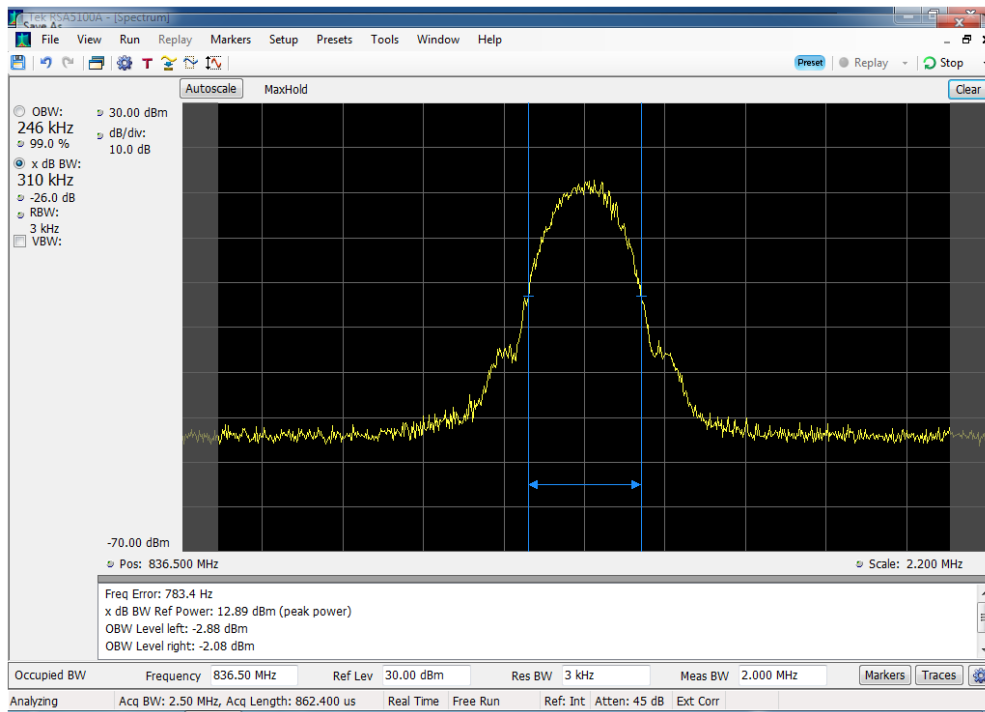 Tek RSA5100A - [Spectrum]
Save As
File View Run Replay Markers Setup Presets Tools Window Help
Preset Replay Stop
Autoscale MaxHold Clear
OBW:
246 kHz
99.0 %
x dB BW:
310 kHz
-26.0 dB
RBW:
3 kHz
VBW:
30.00 dBm
dB/div:
10.0 dB
-70.00 dBm
Pos: 836.500 MHz Scale: 2.200 MHz
Freq Error: 783.4 Hz
x dB BW Ref Power: 12.89 dBm (peak power)
OBW Level left: -2.88 dBm
OBW Level right: -2.08 dBm
Occupied BW Frequency 836.50 MHz Ref Lev 30.00 dBm Res BW 3 kHz Meas BW 2.000 MHz Markers Traces
Analyzing Acq BW: 2.50 MHz, Acq Length: 862.400 us Real Time Free Run Ref: Int Atten: 45 dB Ext Corr